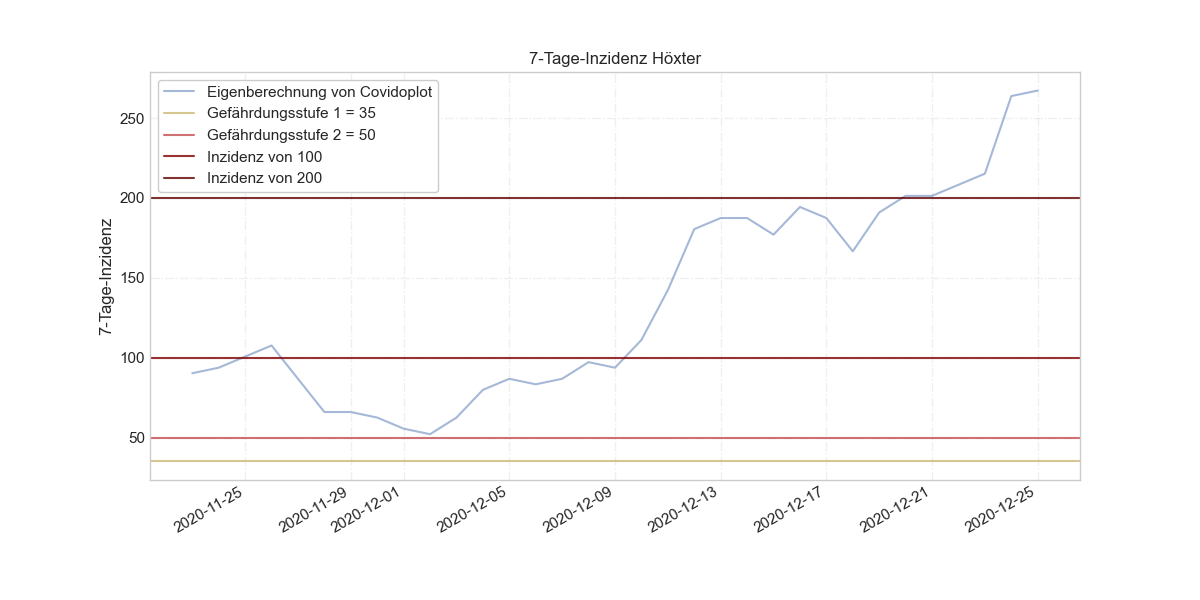 7-Tage-Inzidenz Höxter
Eigenberechnung von Covidoplot
Gefährdungsstufe 1 = 35
Gefährdungsstufe 2 = 50
Inzidenz von 100
Inzidenz von 200
7-Tage-Inzidenz
250
200
150
100
50
2020-11-25
2020-11-29
2020-12-01
2020-12-05
2020-12-09
2020-12-13
2020-12-17
2020-12-21
2020-12-25